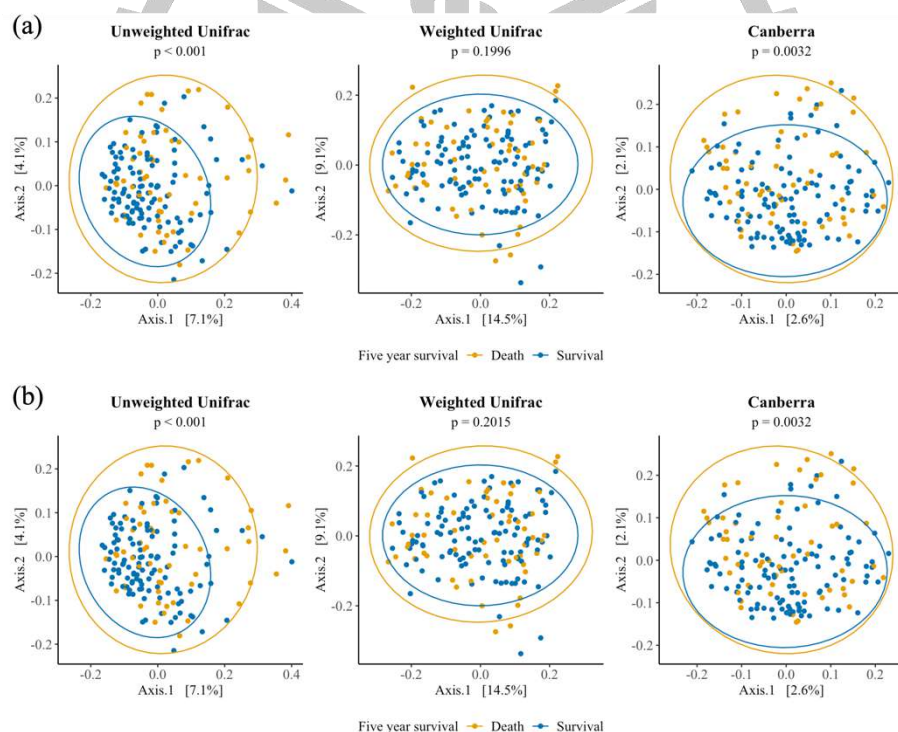 (a)
Unweighted Unifrac
p < 0.001
Axis.2 [4.1%]
0.2
0.1
0.0
-0.1
-0.2
-0.2 0.0 0.2 0.4
Axis.1 [7.1%]
Weighted Unifrac
p = 0.1996
Axis.2 [9.1%]
0.2
0.0
-0.2
-0.2 0.0 0.2
Axis.1 [14.5%]
Canberra
p = 0.0032
Axis.2 [2.1%]
0.2
0.1
0.0
-0.1
-0.2
-0.2 -0.1 0.0 0.1 0.2
Axis.1 [2.6%]
Five year survival Death Survival
(b)
Unweighted Unifrac
p < 0.001
Axis.2 [4.1%]
0.2
0.1
0.0
-0.1
-0.2
-0.2 0.0 0.2 0.4
Axis.1 [7.1%]
Weighted Unifrac
p = 0.2015
Axis.2 [9.1%]
0.2
0.0
-0.2
-0.2 0.0 0.2
Axis.1 [14.5%]
Canberra
p = 0.0032
Axis.2 [2.1%]
0.2
0.1
0.0
-0.1
-0.2
-0.2 -0.1 0.0 0.1 0.2
Axis.1 [2.6%]
Five year survival Death Survival